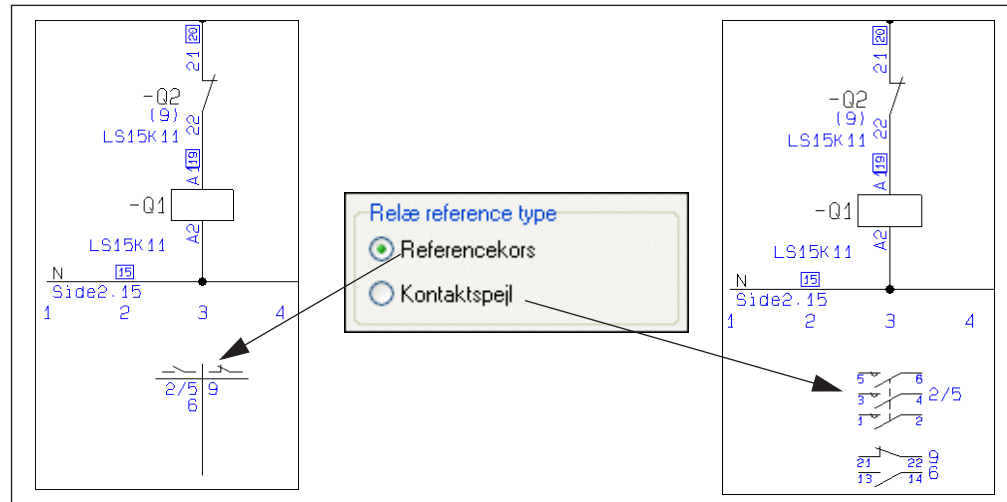 20
21
-Q2
(9)
22
LS15K11
19
A1
-Q1
A2
LS15K11
N
15
Side2.15
1 2 3 4
2/5 9
6
Relæ reference type
Referencekors
Kontaktspejl
20
21
-Q2
(9)
22
LS15K11
19
A1
-Q1
A2
LS15K11
N
15
Side2.15
1 2 3 4
5 6
3 4 2/5
1 2
21 22 9
13 14 6